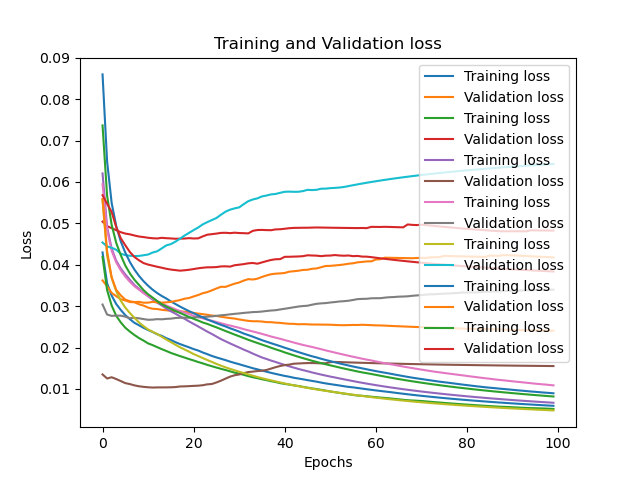 Training and Validation loss
0.09
0.08
0.07
0.06
0.05
0.04
0.03
0.02
0.01
Loss
Training loss
Validation loss
Training loss
Validation loss
Training loss
Validation loss
Training loss
Validation loss
Training loss
Validation loss
Training loss
Validation loss
Training loss
Validation loss
0 20 40 60 80 100
Epochs